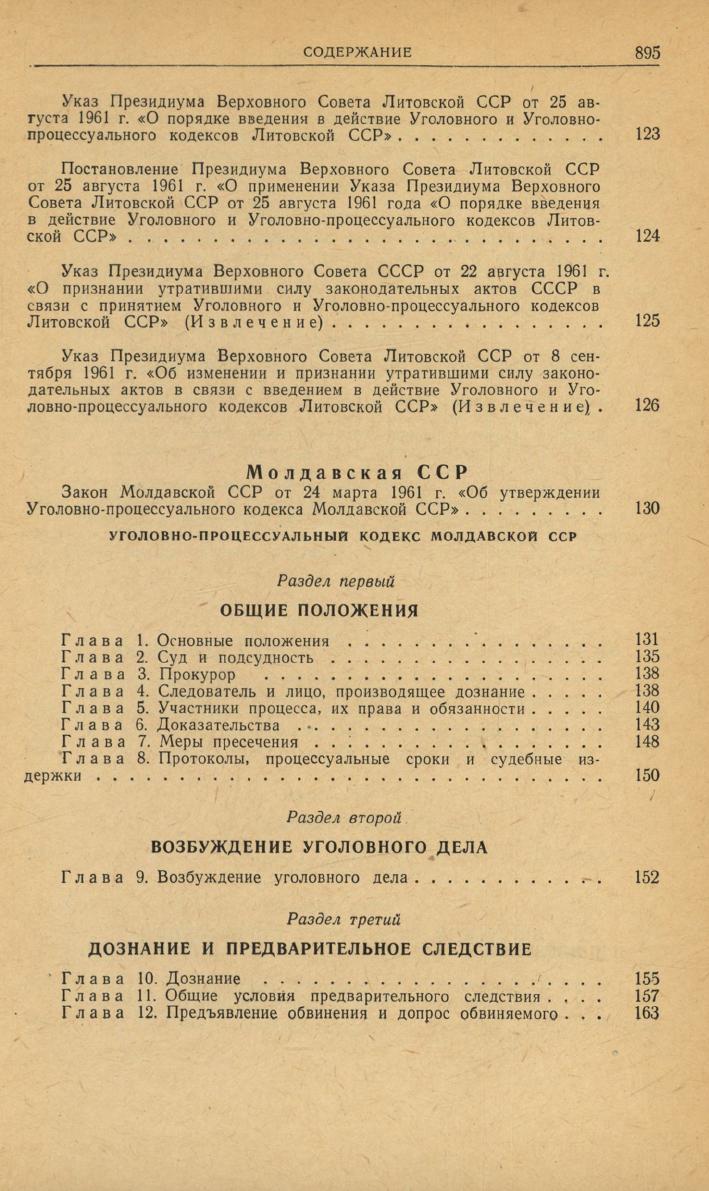 СОДЕРЖАНИЕ 895
Указ Президиума Верховного Совета Литовской ССР от 25 ав-
густа 1961 г. «О порядке введения в действие Уголовного и Уголовно-
процессуального кодексов Литовской ССР» . . . . . . . . . . . . . 123
Постановление Президиума Верховного Совета Литовской ССР
от 25 августа 1961 г. «О применении Указа Президиума Верховного
Совета Литовской ССР от 25 августа 1961 года «О порядке введения
в действие Уголовного и Уголовно-процессуального кодексов Литов-
ской ССР» . . . . . . . . . . . . . . . . . . . . . . . . . . . . . 124
Указ Президиума Верховного Совета СССР от 22 августа 1961 г.
«О признании утратившими силу законодательных актов СССР в
связи с принятием Уголовного и Уголовно-процессуального кодексов
Литовской ССР» (Извлечение) . . . . . . . . . . . . . . . . . 125
Указ Президиума Верховного Совета Литовской ССР от 8 сен-
тября 1961 г. «Об изменении и признании утратившими силу законо-
дательных актов в связи с введением в действие Уголовного и Уго-
ловно-процессуального кодексов Литовской ССР» (Извлечение) . 126
Молдавская ССР
Закон Молдавской ССР от 24 марта 1961 г. «Об утверждении
Уголовно-процессуального кодекса Молдавской ССР» . . . . . . . . . 130
УГОЛОВНО-ПРОЦЕССУАЛЬНЫЙ КОДЕКС МОЛДАВСКОЙ ССР
Раздел первый
ОБЩИЕ ПОЛОЖЕНИЯ
Глава 1. Основные положения . . . . . . . . . . . . . . . . 131
Глава 2. Суд и подсудность . . . . . . . . . . . . . . . . . 135
Глава 3. Прокурор . . . . . . . . . . . . . . . . . . . . . 138
Глава 4. Следователь и лицо, производящее дознание . . . . . 138
Глава 5. Участники процесса, их права и обязанности . . . . . 140
Глава 6. Доказательства . . . . . . . . . . . . . . . . . . . 143
Глава 7. Меры пресечения . . . . . . . . . . . . . . . . . . 148
Глава 8. Протоколы, процессуальные сроки и судебные из-
держки . . . . . . . . . . . . . . . . . . . . . . . . . . . . . . . 150
Раздел второй
ВОЗБУЖДЕНИЕ УГОЛОВНОГО ДЕЛА
Глава 9. Возбуждение уголовного дела . . . . . . . . . . . . 152
Раздел третий
ДОЗНАНИЕ И ПРЕДВАРИТЕЛЬНОЕ СЛЕДСТВИЕ
Глава 10. Дознание . . . . . . . . . . . . . . . . . . . . . 155
Глава 11. Общие условия предварительного следствия . . . . 157
Глава 12. Предъявление обвинения и допрос обвиняемого . . . 163